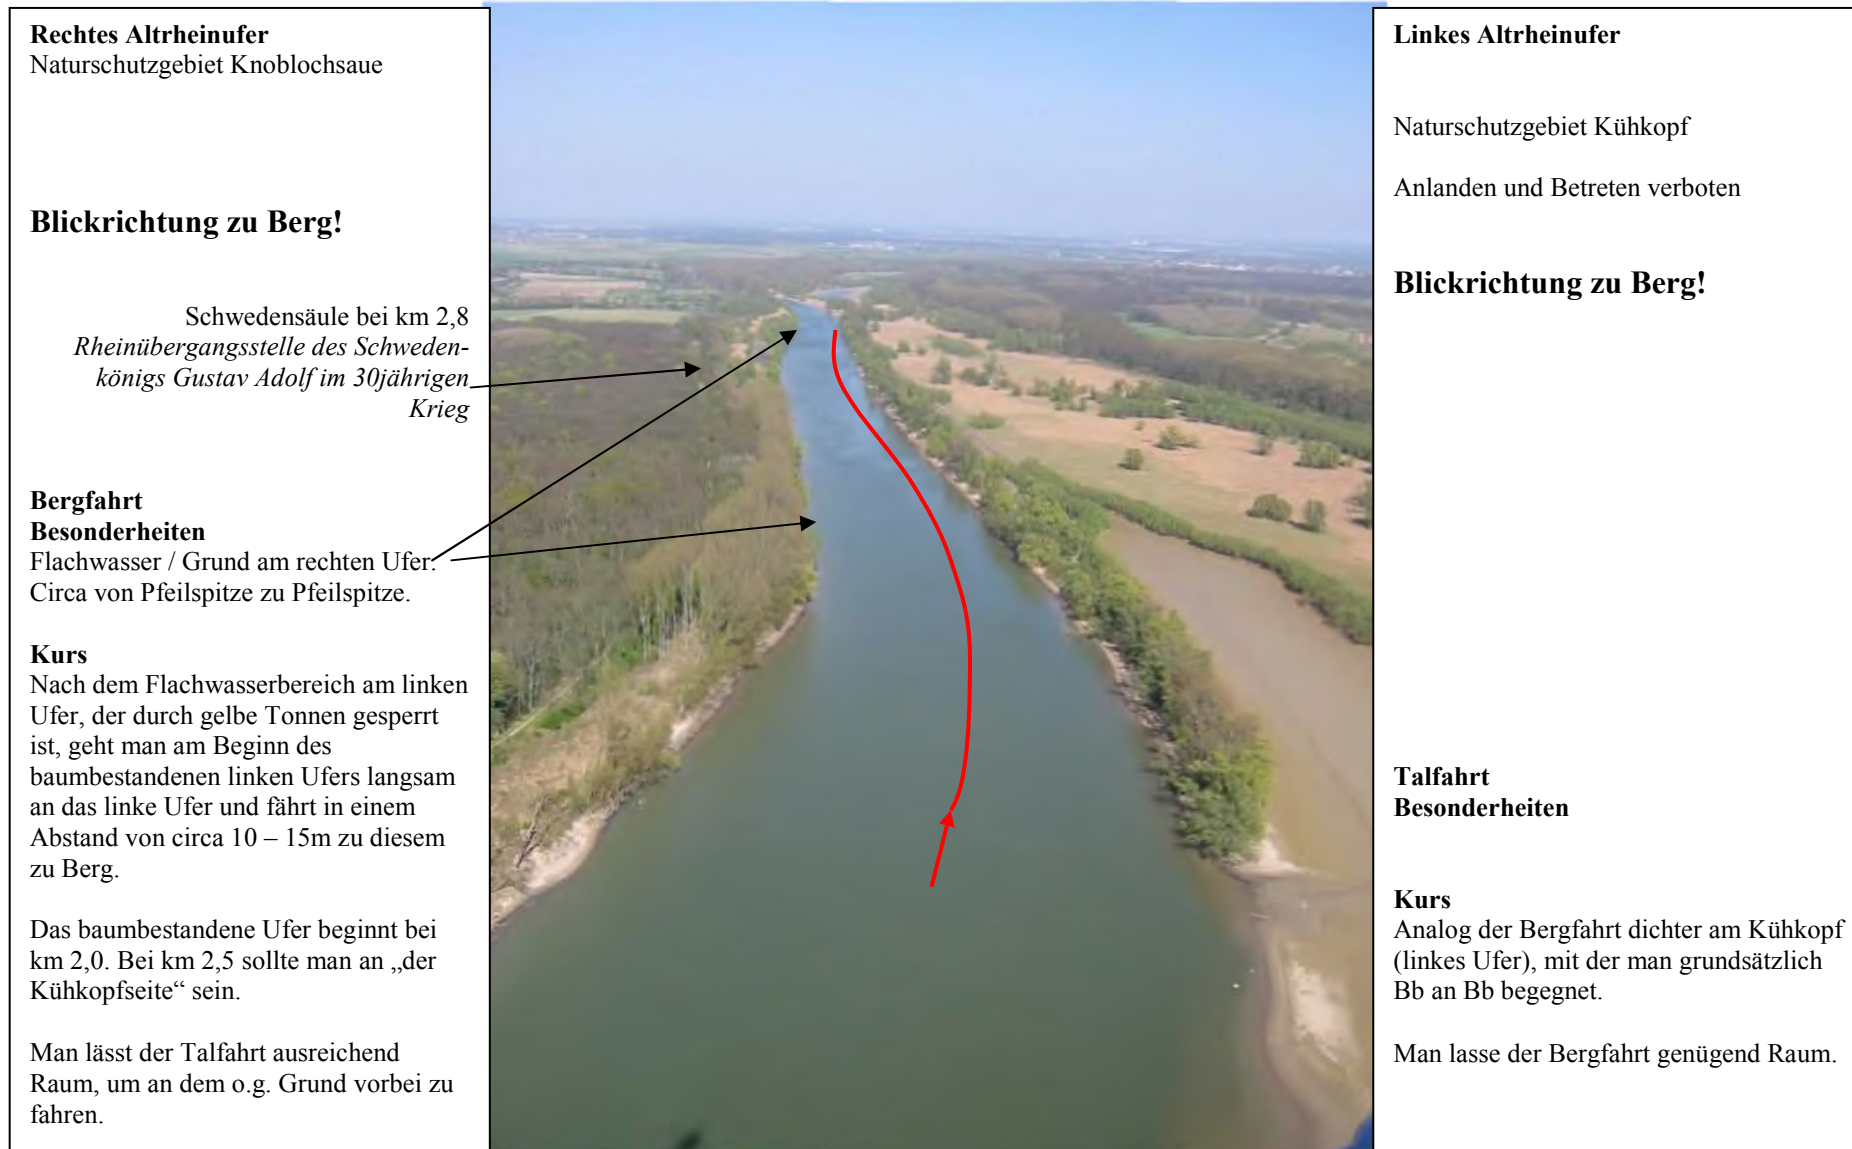 Rechtes Altrheinufer
Naturschutzgebiet Knoblochsaue
Blickrichtung zu Berg!
Schwedensäule bei km 2,8
Rheinübergangsstelle des Schweden-
königs Gustav Adolf im 30jährigen
Krieg
Bergfahrt
Besonderheiten
Flachwasser / Grund am rechten Ufer.
Circa von Pfeilspitze zu Pfeilspitze.
Kurs
Nach dem Flachwasserbereich am linken
Ufer, der durch gelbe Tonnen gesperrt
ist, geht man am Beginn des
baumbestandenen linken Ufers langsam
an das linke Ufer und fährt in einem
Abstand von circa 10 – 15m zu diesem
zu Berg.
Das baumbestandene Ufer beginnt bei
km 2,0. Bei km 2,5 sollte man an „der
Kühkopfseite“ sein.
Man lässt der Talfahrt ausreichend
Raum, um an dem o.g. Grund vorbei zu
fahren.
Linkes Altrheinufer
Naturschutzgebiet Kühkopf
Anlanden und Betreten verboten
Blickrichtung zu Berg!
Talfahrt
Besonderheiten
Kurs
Analog der Bergfahrt dichter am Kühkopf
(linkes Ufer), mit der man grundsätzlich
Bb an Bb begegnet.
Man lasse der Bergfahrt genügend Raum.